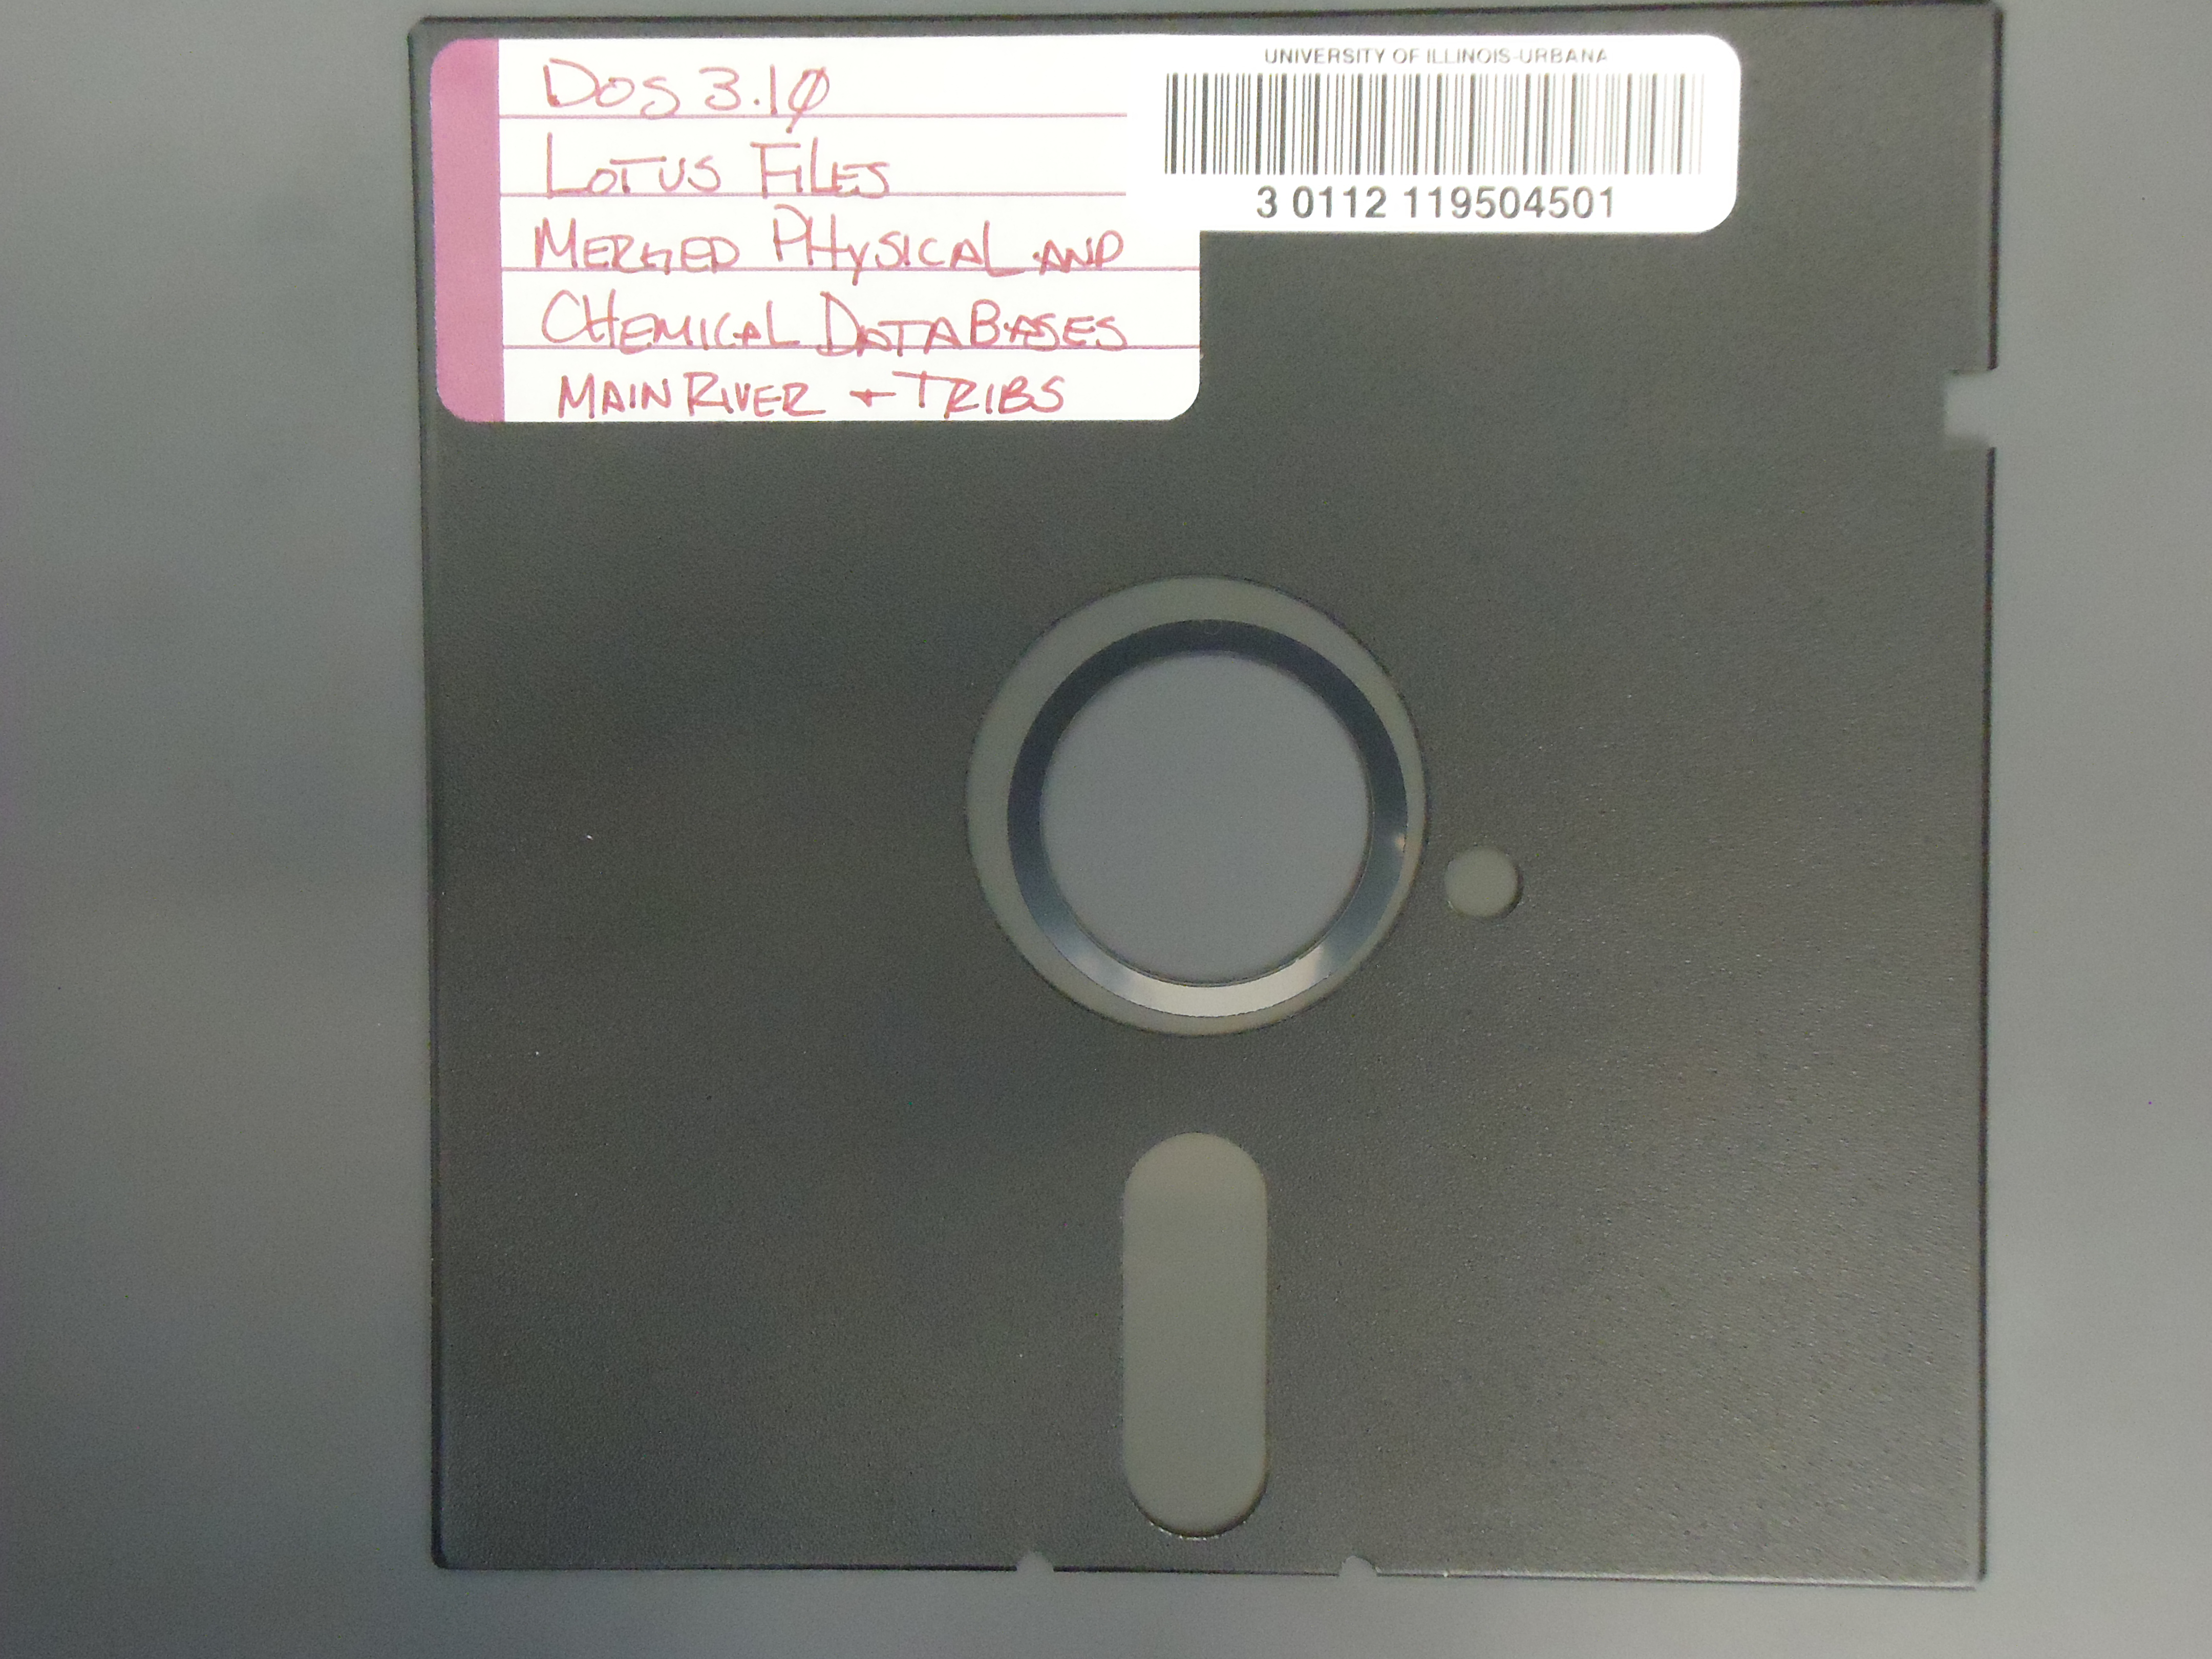 DOS 3.10
LOTUS FILES
MERGED PHYSICAL AND
CHEMICAL DATABASES
MAIN RIVER + TRIBS
UNIVERSITY OF ILLINOIS-URBANA
3 0112 119504501